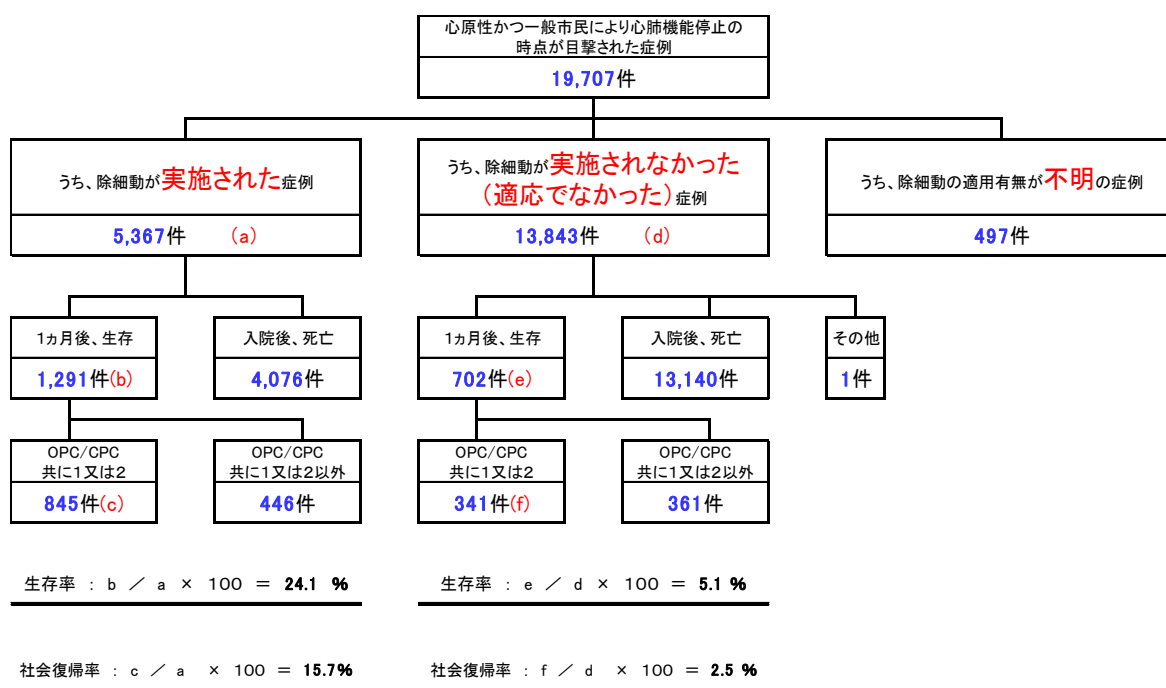 心原性かつ一般市民により心肺機能停止の
時点が目撃された症例
19,707件
うち、除細動が実施された症例
5,367件 (a)
うち、除細動が実施されなかった
(適応でなかった)症例
13,843件 (d)
うち、除細動の適用有無が不明の症例
497件
1ヵ月後、生存
1,291件(b)
入院後、死亡
4,076件
1ヵ月後、生存
702件(e)
入院後、死亡
13,140件
その他
1件
OPC/CPC
共に1又は2
845件(c)
OPC/CPC
共に1又は2以外
446件
OPC/CPC
共に1又は2
341件(f)
OPC/CPC
共に1又は2以外
361件
生存率 : b / a × 100 = 24.1 %
生存率 : e / d × 100 = 5.1 %
社会復帰率 : c / a × 100 = 15.7%
社会復帰率 : f / d × 100 = 2.5 %